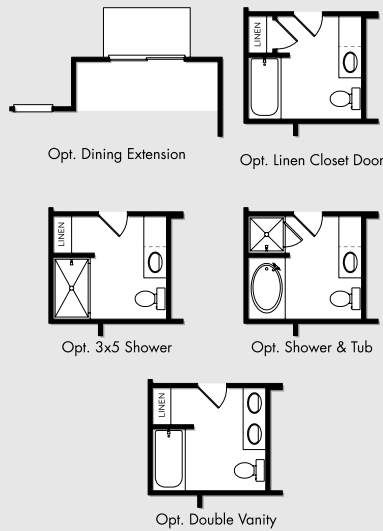 LINEN
Opt. Dining Extension
Opt. Linen Closet Door
LINEN
Opt. 3x5 Shower
Opt. Shower & Tub
LINEN
Opt. Double Vanity